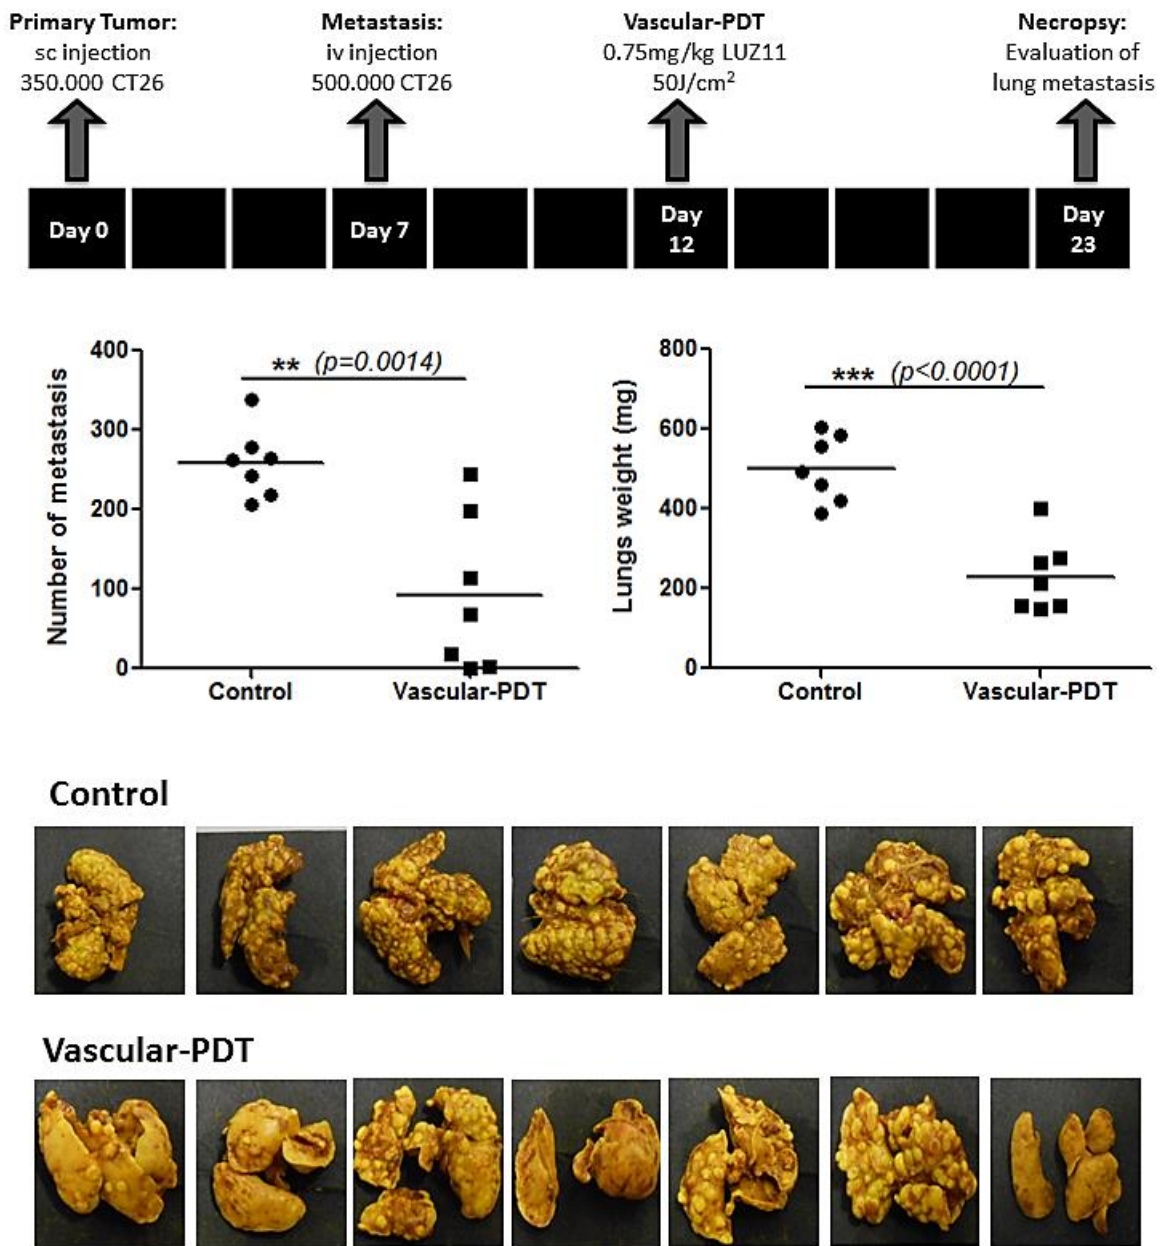 Primary Tumor:
sc injection
350.000 CT26
Metastasis:
iv injection
500.000 CT26
Vascular-PDT
0.75mg/kg LUZ11
50J/cm²
Necropsy:
Evaluation of
lung metastasis
Day 0
Day 7
Day
12
Day
23
Number of metastasis
400
300
200
100
0
** (p=0.0014)
Control
Vascular-PDT
Lungs weight (mg)
800
600
400
200
0
*** (p<0.0001)
Control
Vascular-PDT
Control
Vascular-PDT